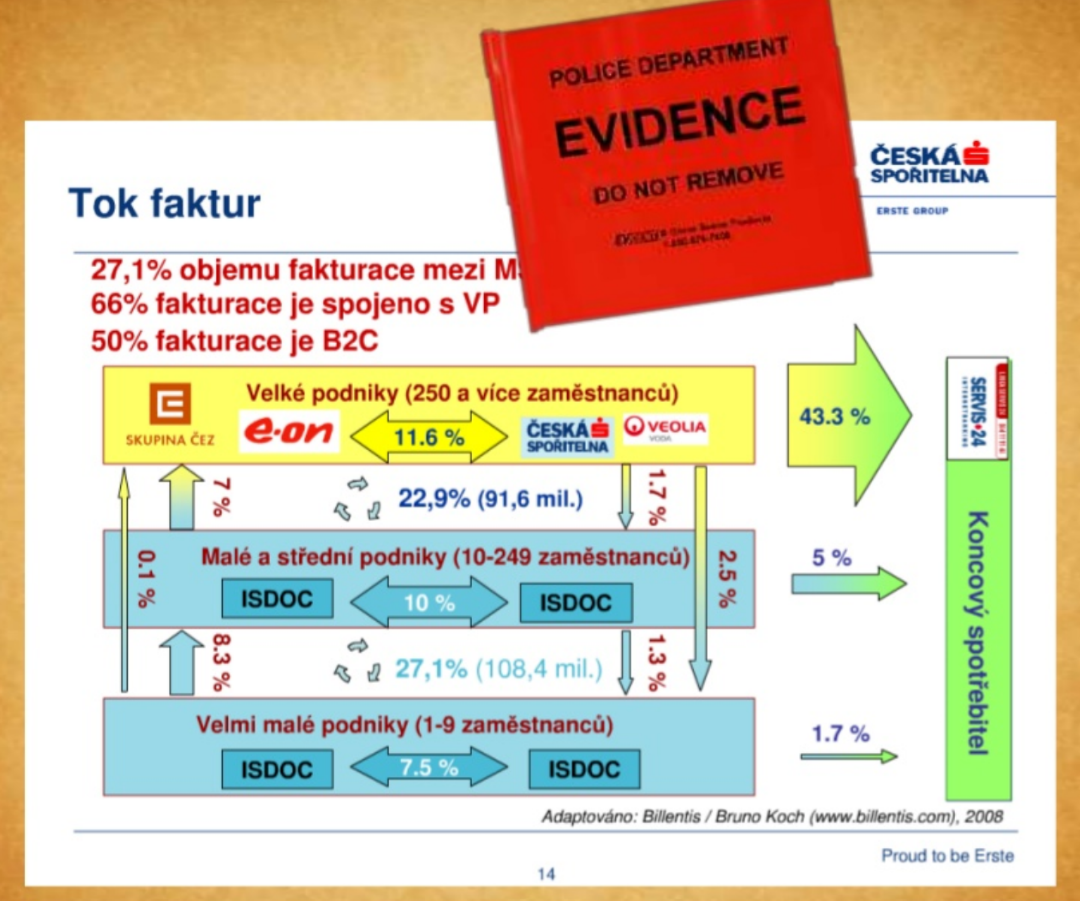 POLICE DEPARTMENT
EVIDENCE
DO NOT REMOVE
ČESKÁ
SPOŘITELNA
ERSTE GROUP
Tok faktur
27,1% objemu fakturace mezi
66% fakturace je spojeno s VP
50% fakturace je B2C
Velké podniky (250 a více zaměstnanců)
SKUPINA ČEZ
e·on
11.6 %
ČESKÁ
SPOŘITELNA
VEOLIA
VODA
43.3 %
SERVIS 24
INTERNETBANKING
7 %
22,9% (91,6 mil.)
1.7 %
0.1 %
Malé a střední podniky (10-249 zaměstnanců)
2.5 %
ISDOC
10 %
ISDOC
5 %
Koncový spotřebitel
8.3 %
27,1% (108,4 mil.)
1.3 %
Velmi malé podniky (1-9 zaměstnanců)
ISDOC
7.5 %
ISDOC
1.7 %
Adaptováno: Billentis / Bruno Koch (www.billentis.com), 2008
Proud to be Erste
14